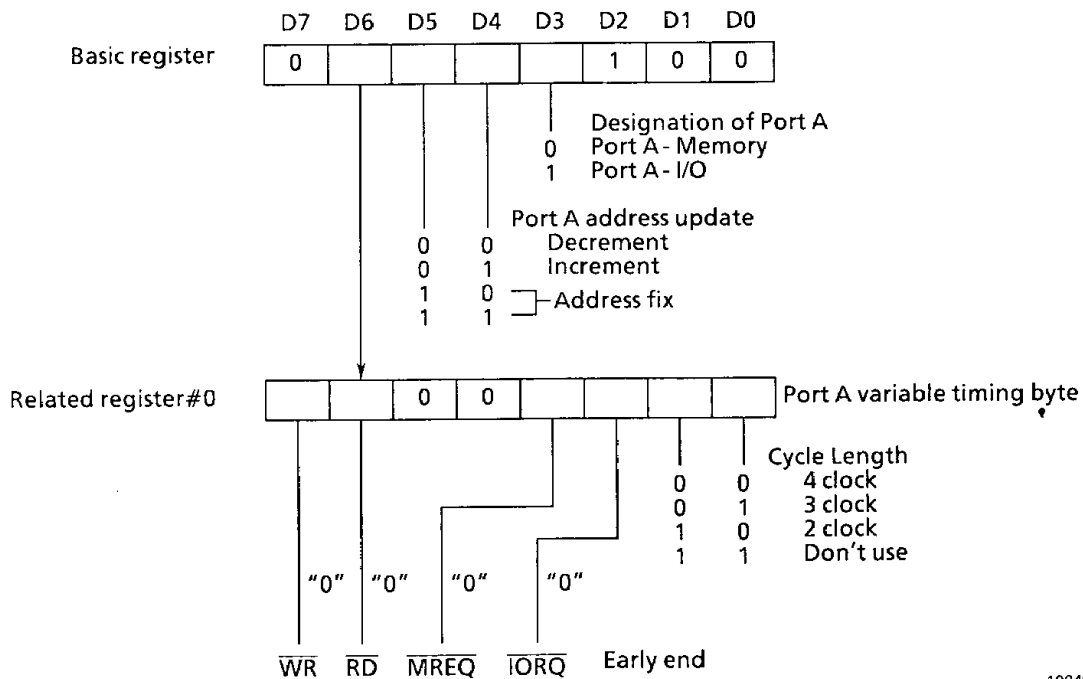 D7 D6 D5 D4 D3 D2 D1 D0
Basic register 0 1 0 0
Designation of Port A
0 Port A - Memory
1 Port A - I/O
Port A address update
0 0 Decrement
0 1 Increment
1 0
Address fix
1 1
Related register#0 0 0 Port A variable timing byte
Cycle Length
0 0 4 clock
0 1 3 clock
1 0 2 clock
1 1 Don't use
"0" "0" "0" "0"
WR RD MREQ IORQ Early end